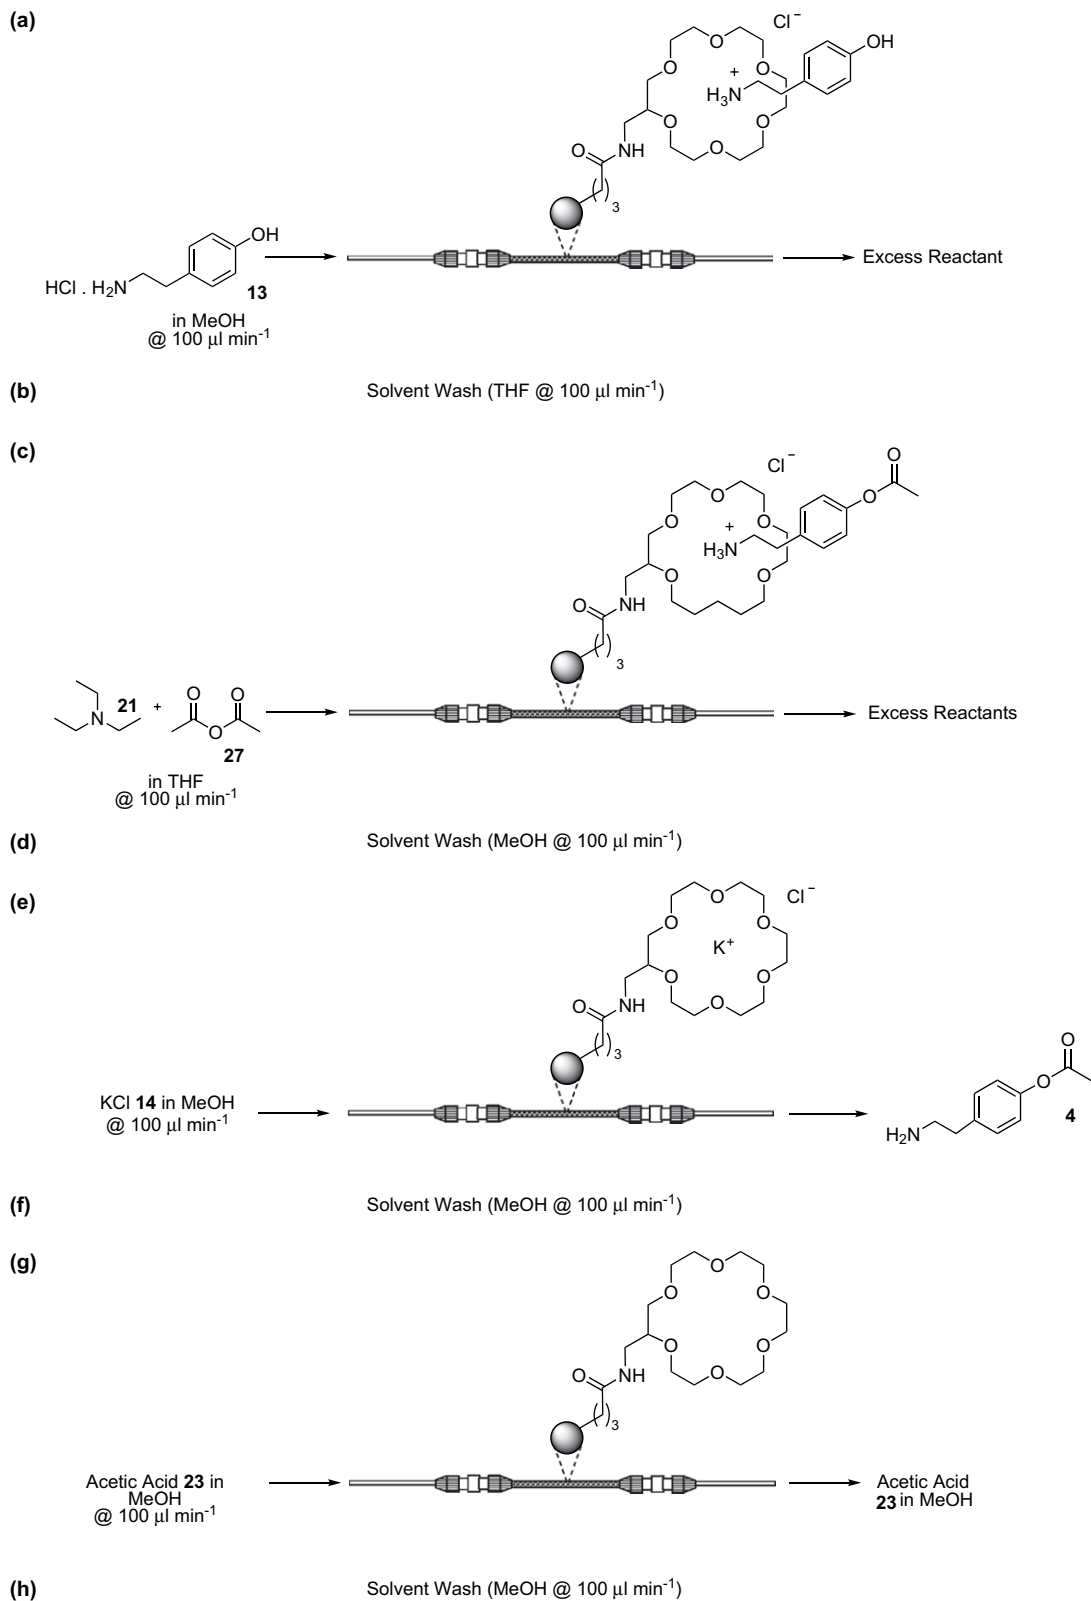 (a)
Cl⁻
O
O
O
OH
+
H₃N
O
O
O
O
NH
3
OH
HCl . H₂N
13
in MeOH
@ 100 µl min⁻¹
Excess Reactant
(b)
Solvent Wash (THF @ 100 µl min⁻¹)
(c)
Cl⁻
O
O
O
O
O
+
H₃N
O
O
O
NH
3
21
+
N
O
O
O
27
in THF
@ 100 µl min⁻¹
Excess Reactants
(d)
Solvent Wash (MeOH @ 100 µl min⁻¹)
(e)
Cl⁻
O
O
O
K⁺
O
O
O
O
NH
3
KCl 14 in MeOH
@ 100 µl min⁻¹
O
O
H₂N
4
(f)
Solvent Wash (MeOH @ 100 µl min⁻¹)
(g)
O
O
O
O
O
O
O
NH
3
Acetic Acid 23 in
MeOH
@ 100 µl min⁻¹
Acetic Acid
23 in MeOH
(h)
Solvent Wash (MeOH @ 100 µl min⁻¹)